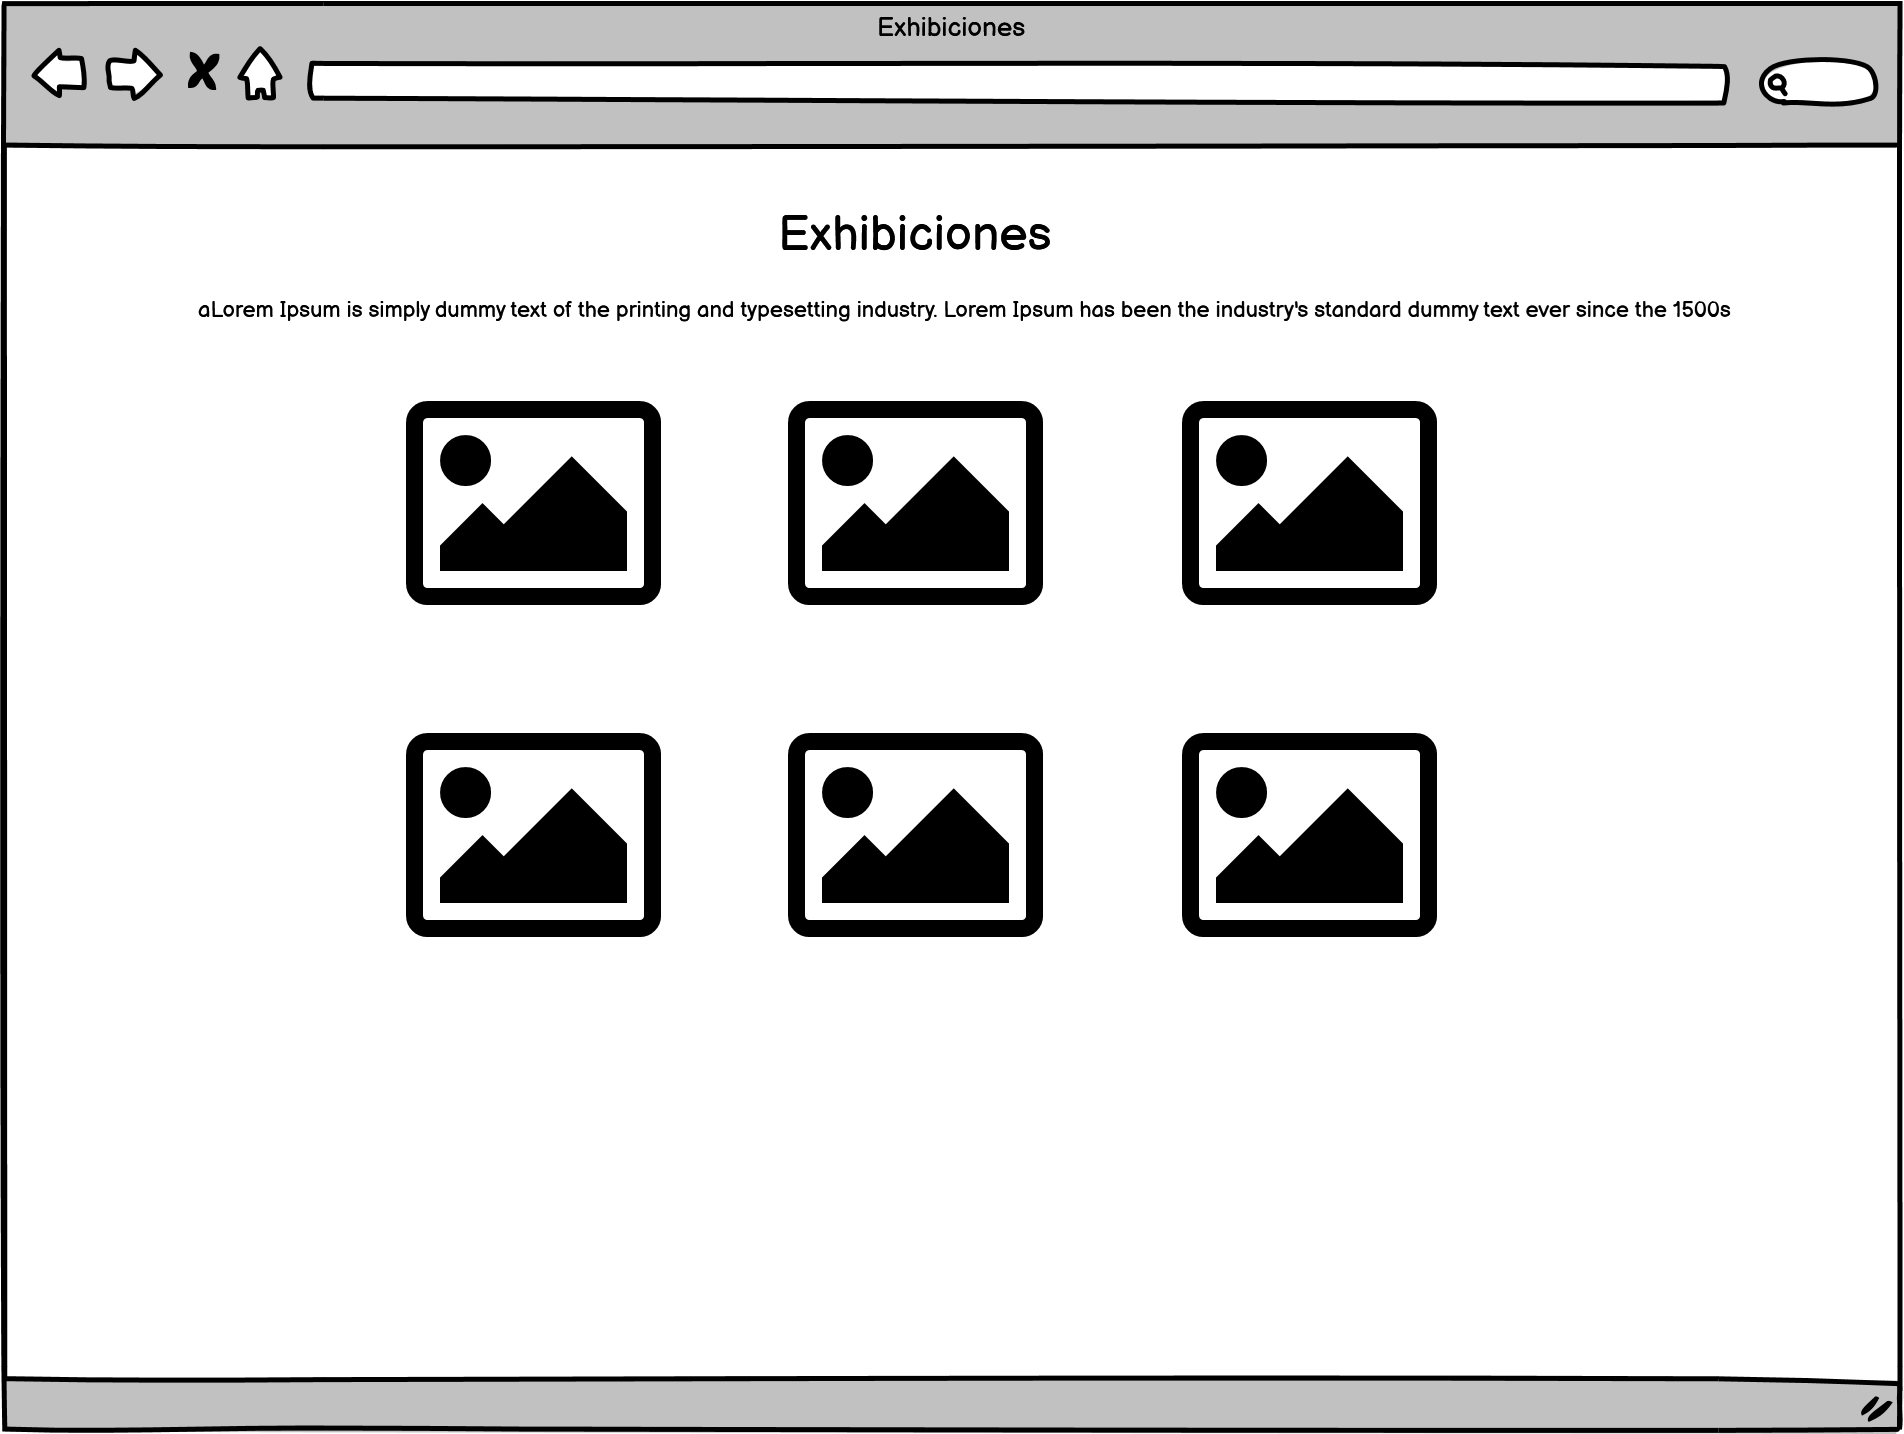 Exhibiciones
Exhibiciones
aLorem Ipsum is simply dummy text of the printing and typesetting industry. Lorem Ipsum has been the industry's standard dummy text ever since the 1500s